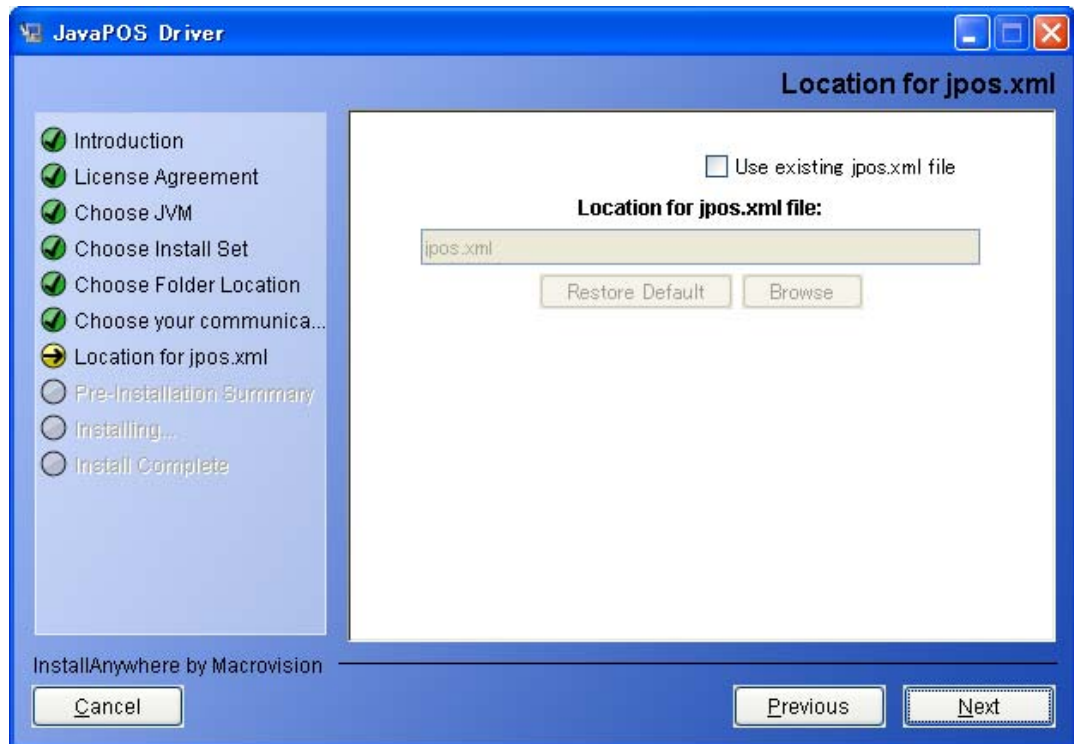 JavaPOS Driver
Location for jpos.xml
Introduction
License Agreement
Choose JVM
Choose Install Set
Choose Folder Location
Choose your communica...
Location for jpos.xml
Pre-Installation Summary
Installing...
Install Complete
Use existing jpos.xml file
Location for jpos.xml file:
jpos.xml
Restore Default
Browse
InstallAnywhere by Macrovision
Cancel
Previous
Next